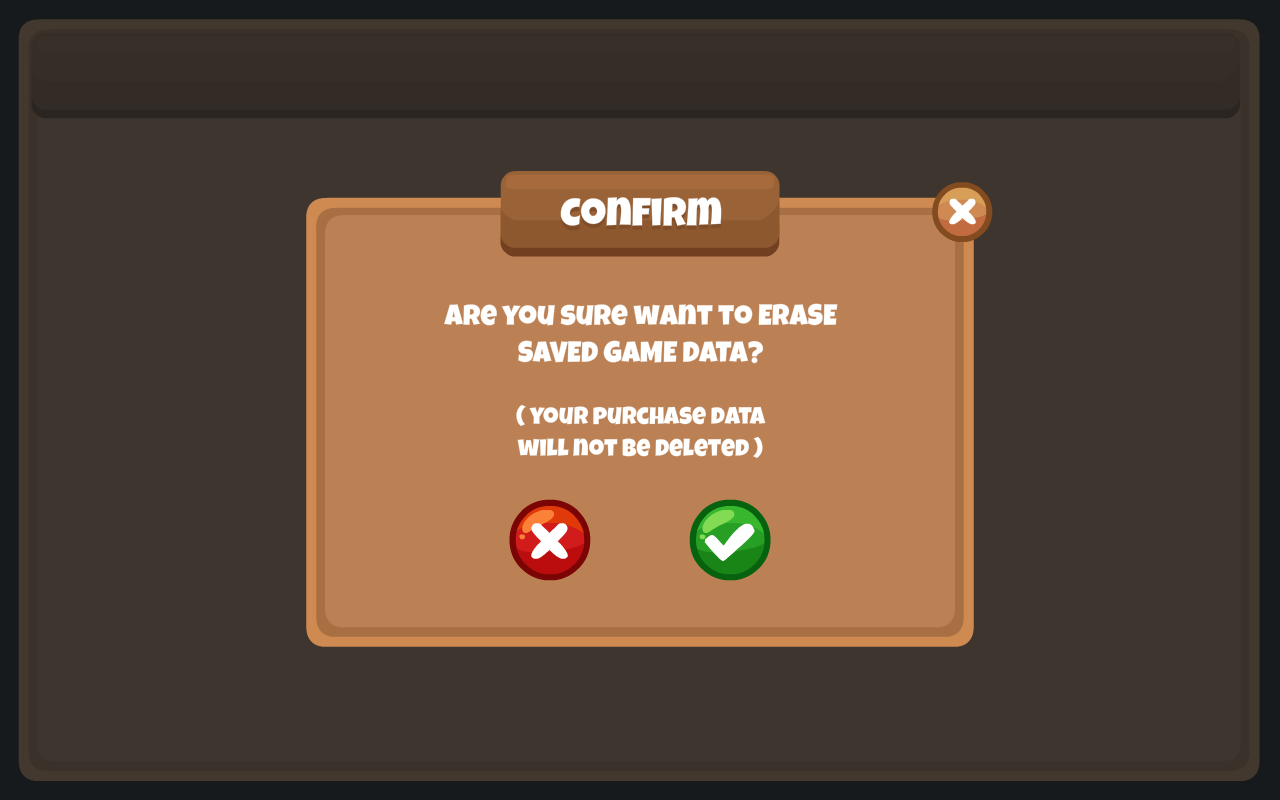 CONFIRM
ARE YOU SURE WANT TO ERASE
SAVED GAME DATA?
( YOUR PURCHASE DATA
WILL NOT BE DELETED )